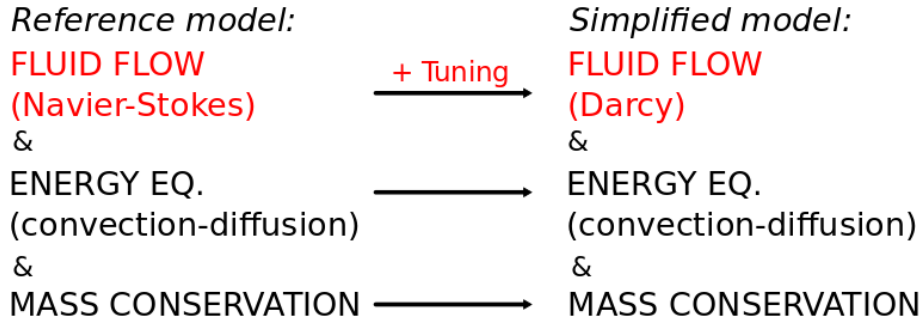 Reference model:
Simplified model:
FLUID FLOW
(Navier-Stokes)
+ Tuning
FLUID FLOW
(Darcy)
&
&
ENERGY EQ.
(convection-diffusion)
ENERGY EQ.
(convection-diffusion)
&
&
MASS CONSERVATION
MASS CONSERVATION